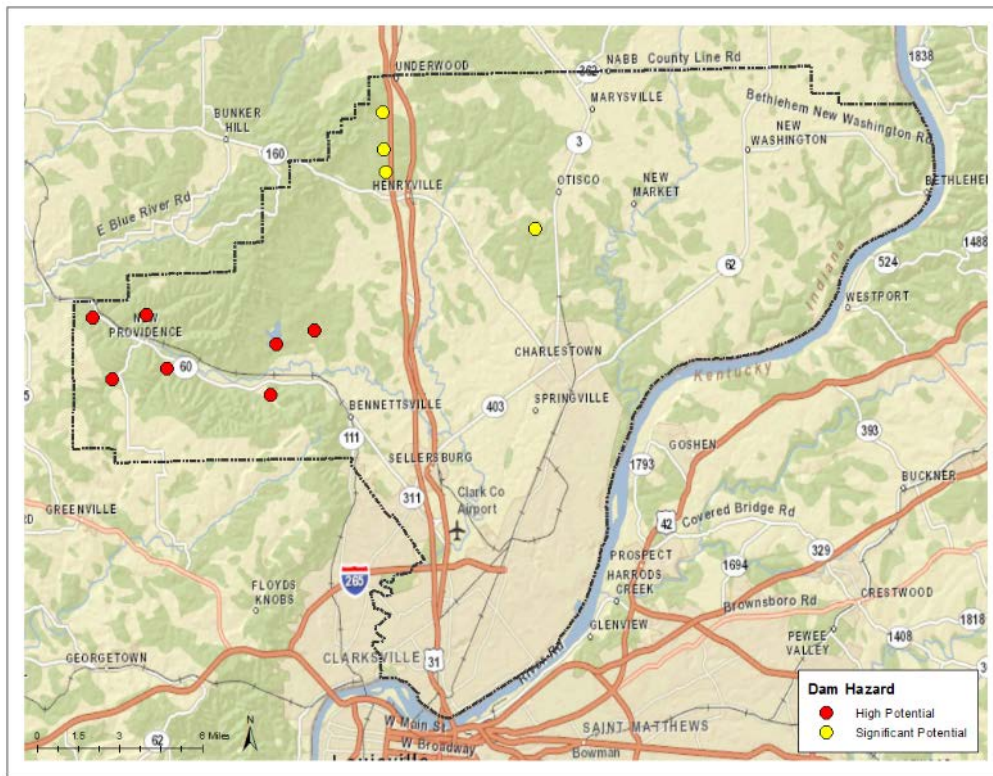 1838
UNDERWOOD
NABB County Line Rd
362
MARYSVILLE
Bethlehem New Washington Rd
BUNKER
HILL
160
3
NEW
WASHINGTON
HENRYVILLE
OTISCO
NEW
MARKET
BETHLEHEM
E Blue River Rd
62
1488
524
Indiana
WESTPORT
NEW
PROVIDENCE
CHARLESTOWN
Kentucky
60
403
SPRINGVILLE
BENNETTSVILLE
111
393
GOSHEN
1793
SELLERSBURG
BUCKNER
311
Clark Co
Airport
GREENVILLE
42
Covered Bridge Rd
329
PROSPECT
1694
265
HARRODS
CREEK
CRESTWOOD
FLOYDS
KNOBS
Brownsboro Rd
1818
GLENVIEW
PEWEE
VALLEY
1408
GEORGETOWN
CLARKSVILLE
31
River Rd
Dam Hazard
High Potential
Significant Potential
N
W Main St
SAINT MATTHEWS
0 1.5 3 6 Miles
62
W Broadway
Bowman
Louisville